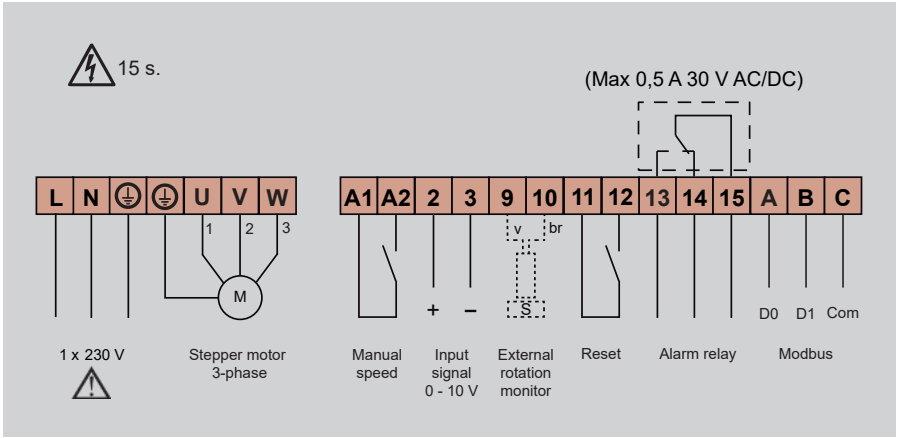 15 s.
(Max 0,5 A 30 V AC/DC)
L N U V W
A1 A2 2 3 9 10 11 12 13 14 15 A B C
1 2 3
v br
M
+ − S
D0 D1 Com
1 x 230 V
Stepper motor
3-phase
Manual
speed
Input
signal
0 - 10 V
External
rotation
monitor
Reset
Alarm relay
Modbus